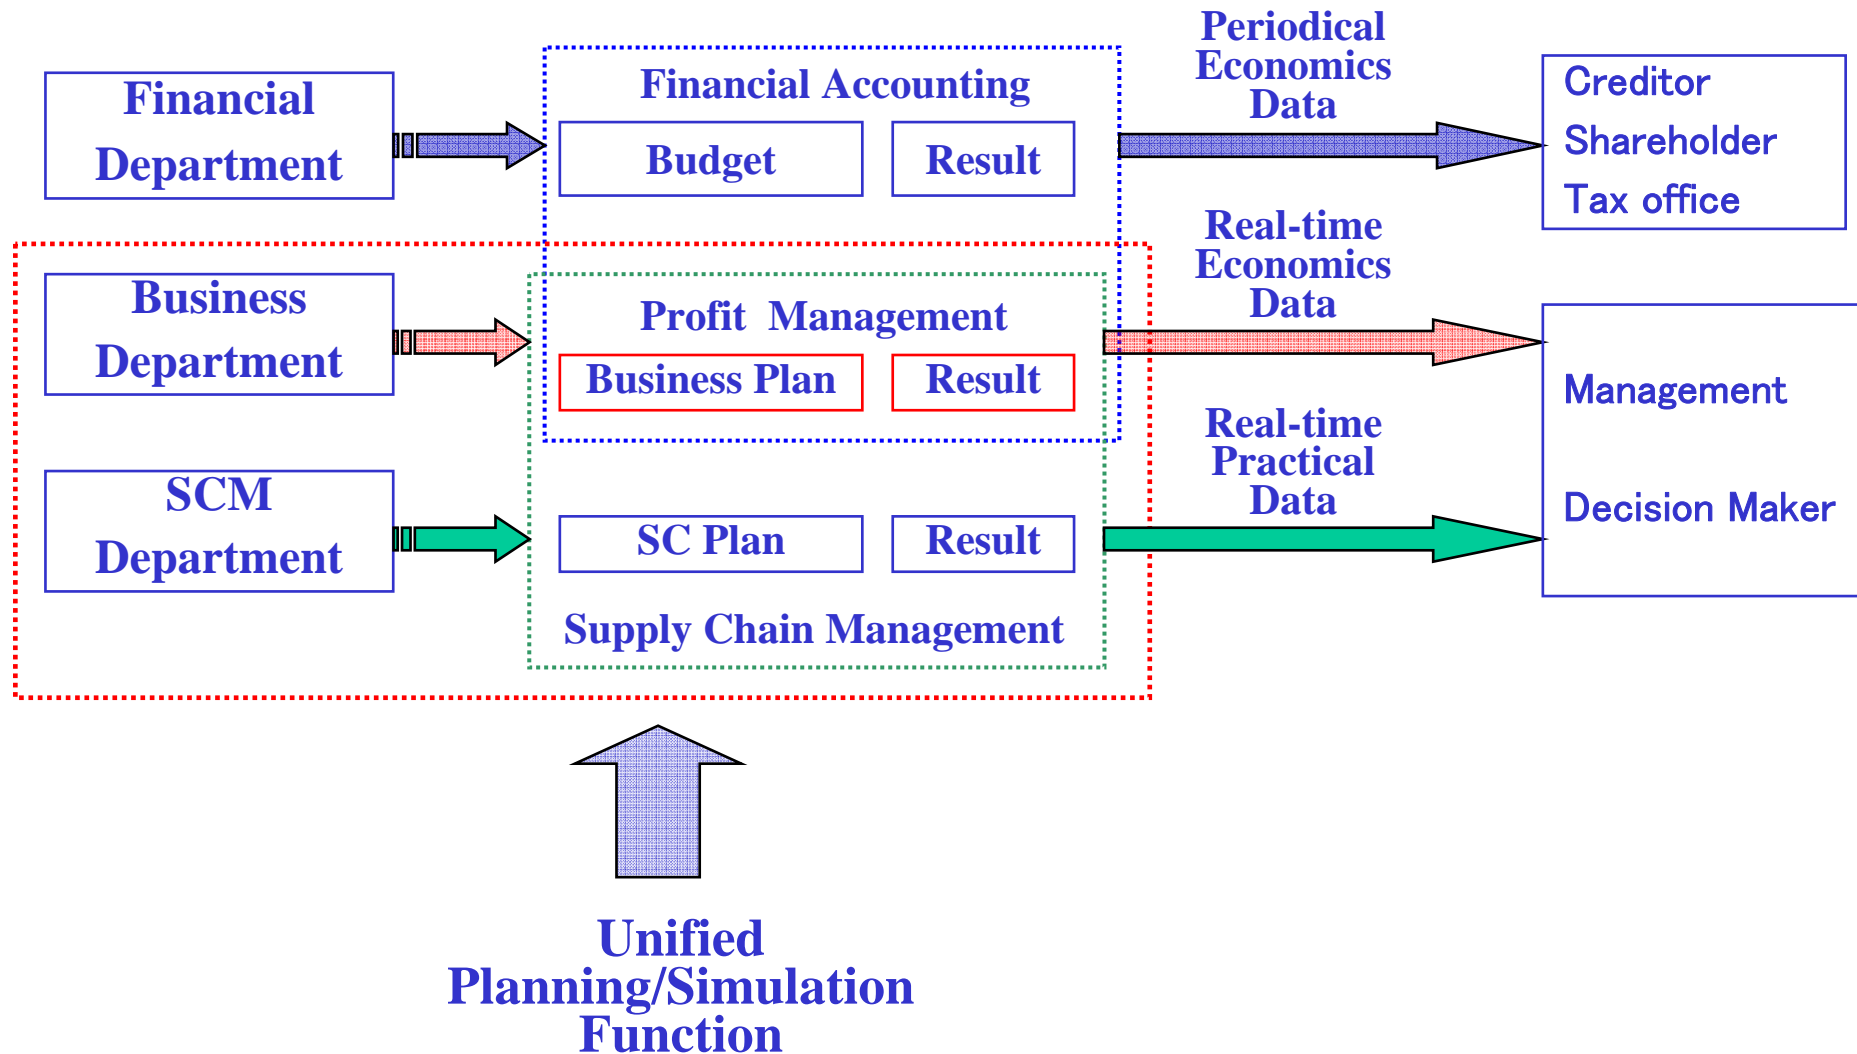 Financial
Department
Financial Accounting
Budget
Result
Periodical
Economics
Data
Creditor
Shareholder
Tax office
Business
Department
Profit Management
Business Plan
Result
Real-time
Economics
Data
Management
Decision Maker
SCM
Department
SC Plan
Result
Supply Chain Management
Real-time
Practical
Data
Unified
Planning/Simulation
Function